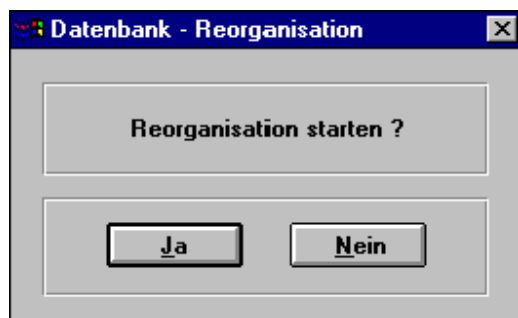 Datenbank - Reorganisation
Reorganisation starten ?
Ja Nein